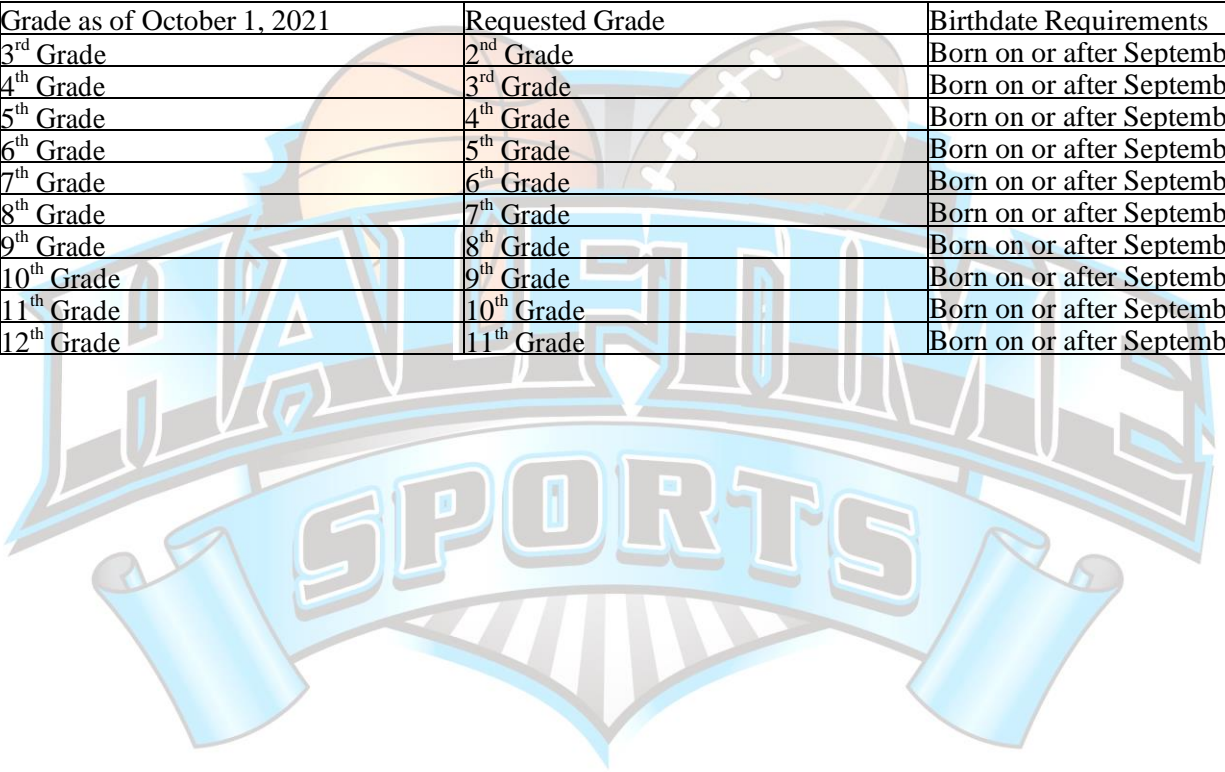 Grade as of October 1, 2021 Requested Grade Birthdate Requirements
3rd Grade 2nd Grade Born on or after Septemb
4th Grade 3rd Grade Born on or after Septemb
5th Grade 4th Grade Born on or after Septemb
6th Grade 5th Grade Born on or after Septemb
7th Grade 6th Grade Born on or after Septemb
8th Grade 7th Grade Born on or after Septemb
9th Grade 8th Grade Born on or after Septemb
10th Grade 9th Grade Born on or after Septemb
11th Grade 10th Grade Born on or after Septemb
12th Grade 11th Grade Born on or after Septemb
HALFTIME
SPORTS